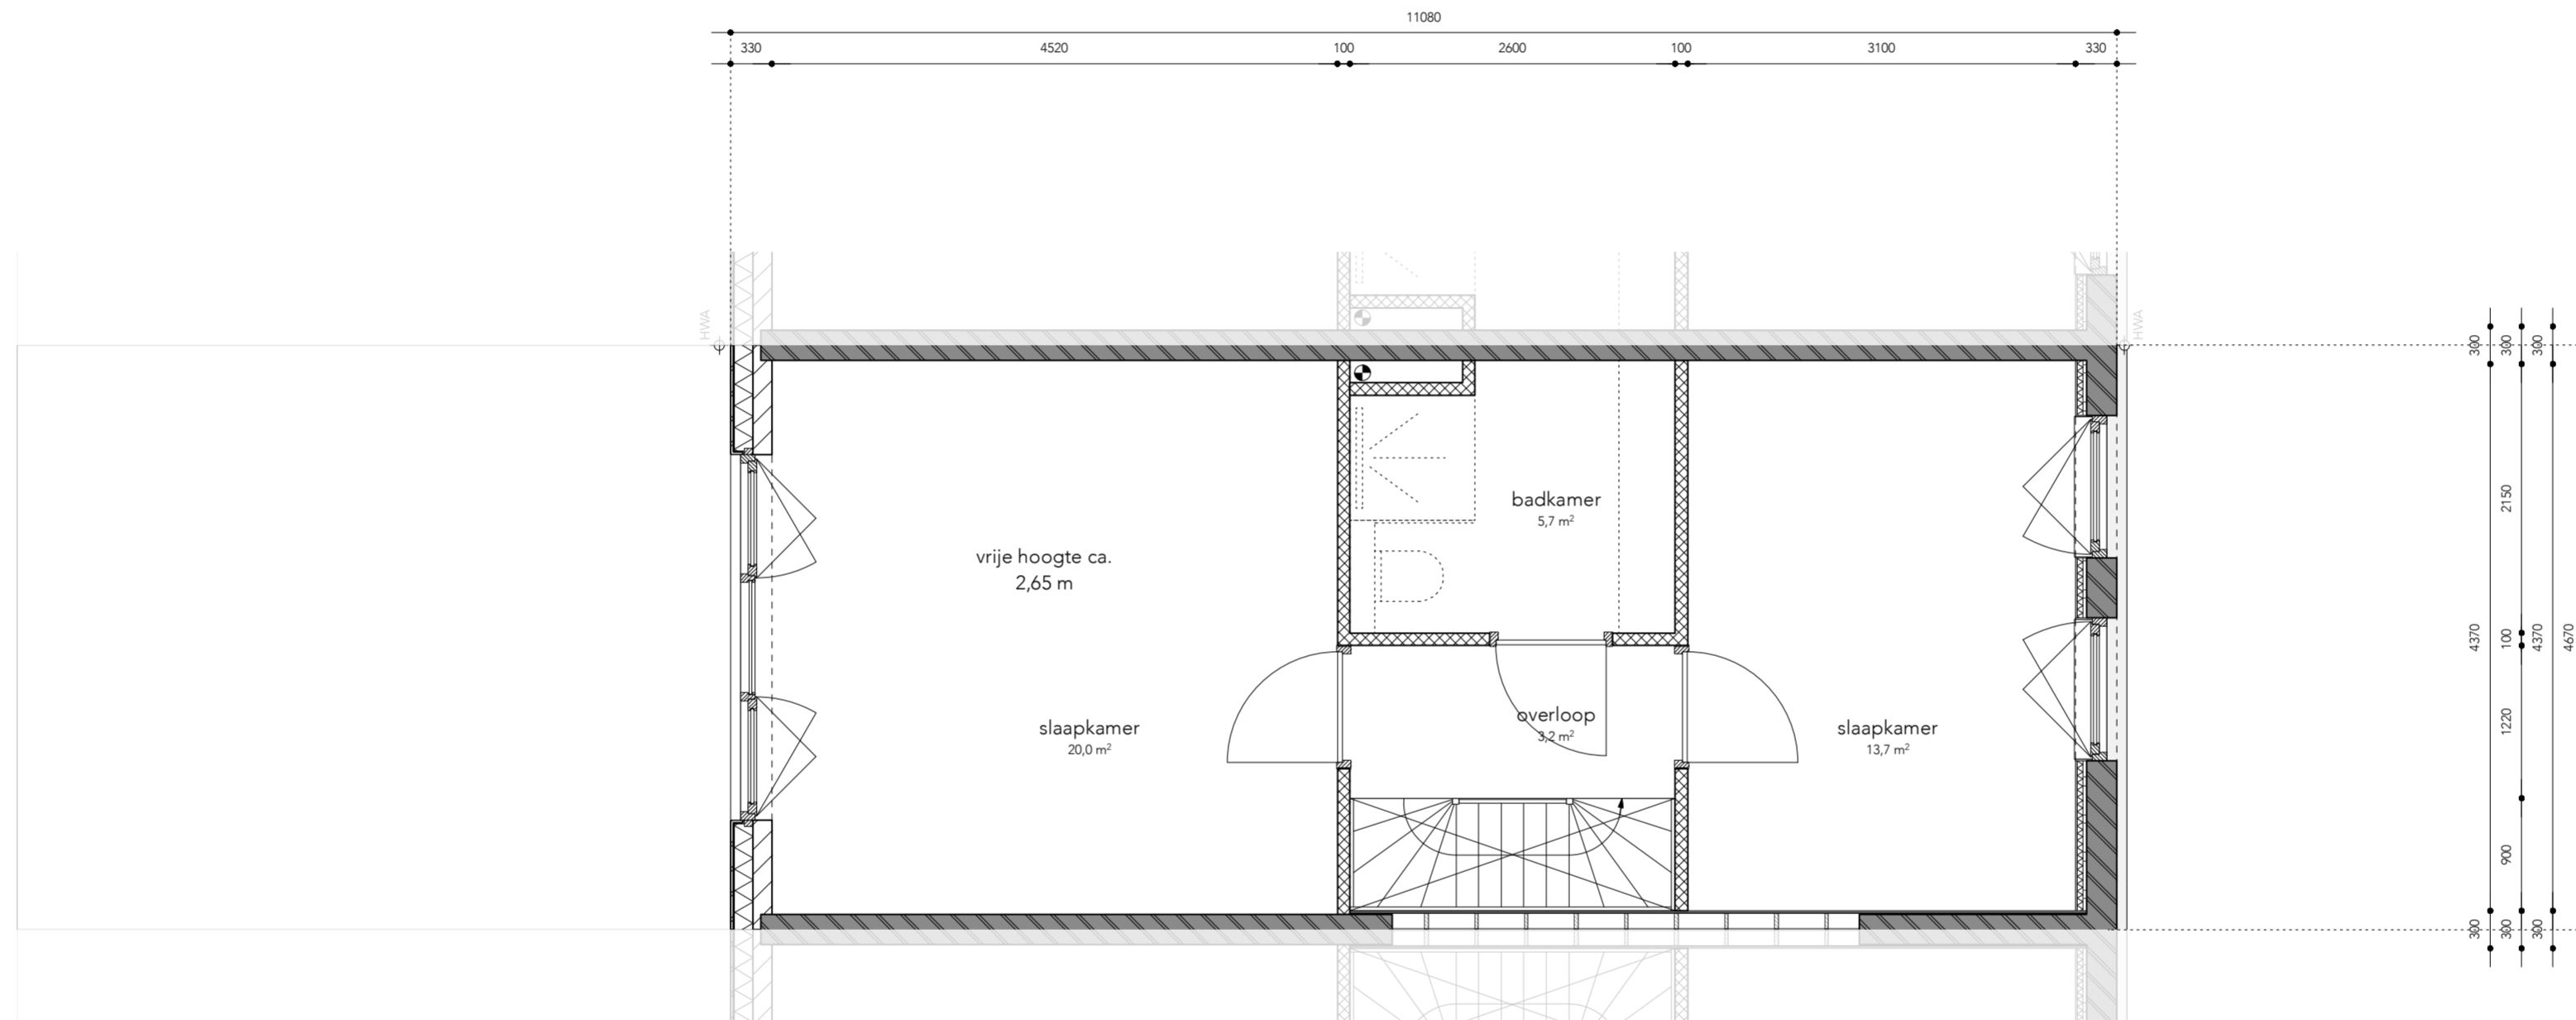 11080
330 4520 100 2600 100 3100 330
HWA
HWA
300 300 300
badkamer
5,7 m²
2150
vrije hoogte ca.
2,65 m
4370 100 4370 4670
overloop
3,2 m²
slaapkamer
20,0 m²
slaapkamer
13,7 m²
1220
900
300 300 300